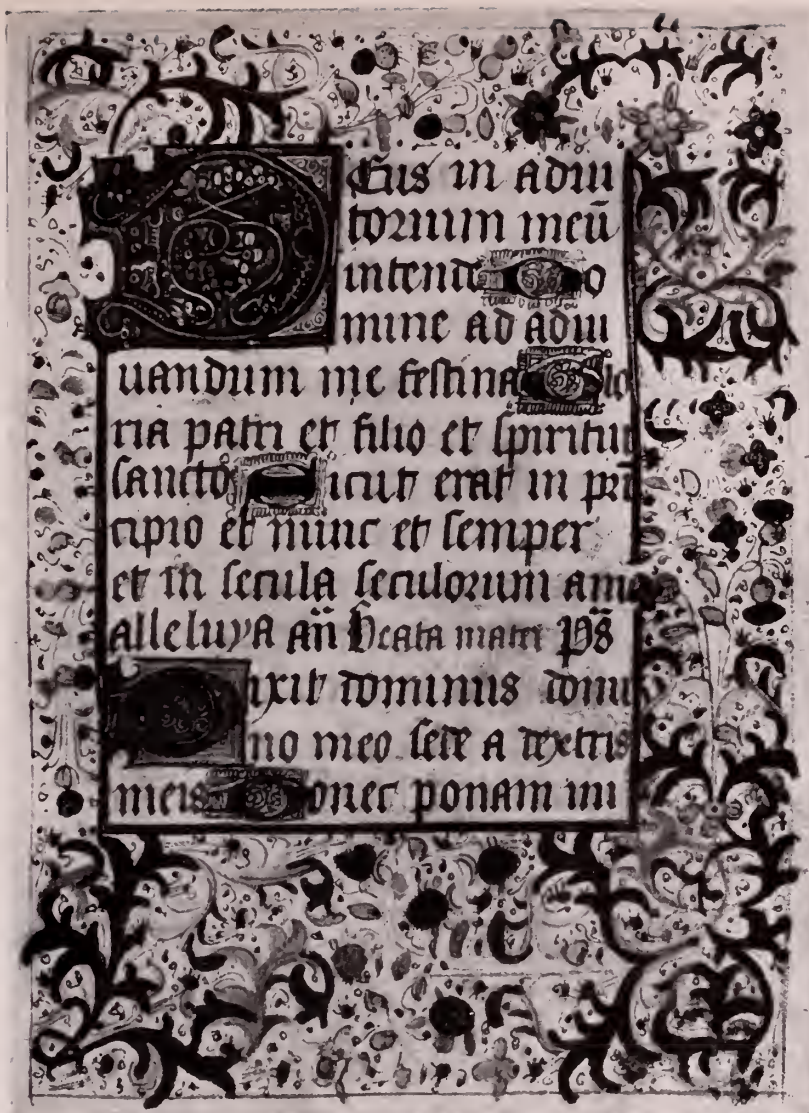 Deus in adiu
torium meū
intende Do
mine ad adiu
uandum me festina Glo
ria patri et filio et spiritui
sancto Sicut erat in prī
cipio et nunc et semper
et in secula seculorum ame
alleluya an̄ Beata mater Ps̄
Dixit dominus domi
no meo sede a dextris
meis Donec ponam ini